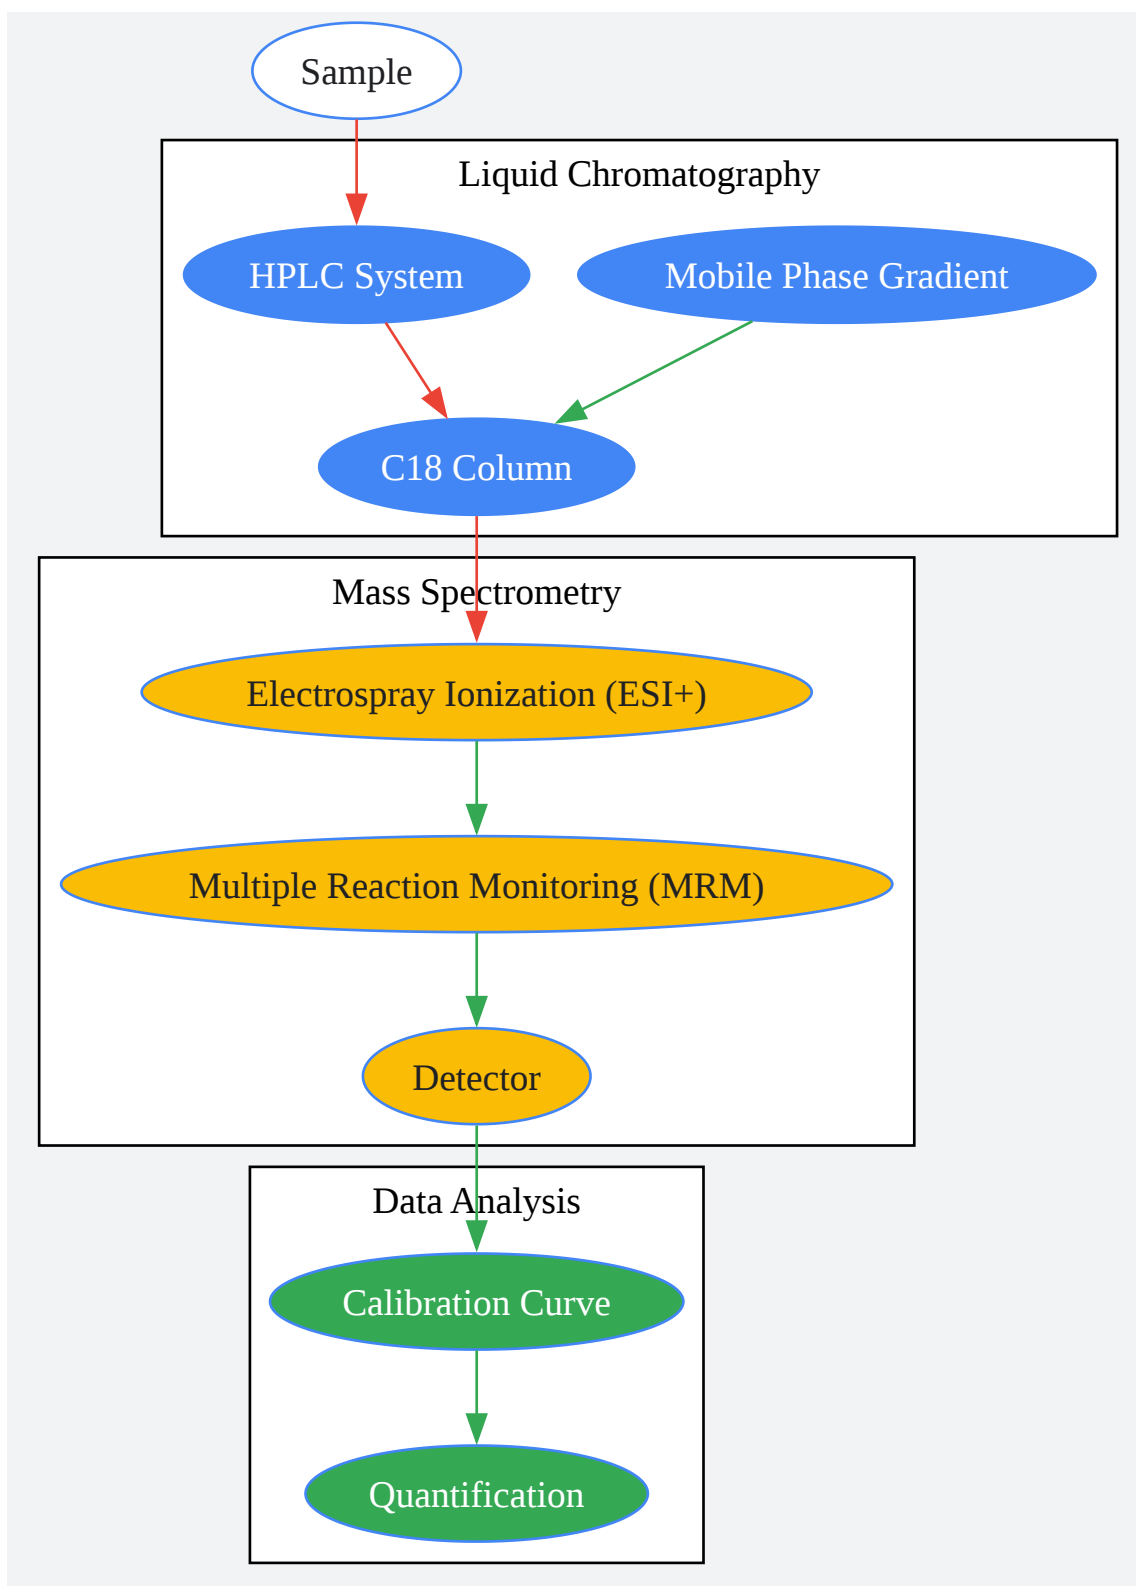 Sample
Liquid Chromatography
HPLC System
Mobile Phase Gradient
C18 Column
Mass Spectrometry
Electrospray Ionization (ESI+)
Multiple Reaction Monitoring (MRM)
Detector
Data Analysis
Calibration Curve
Quantification